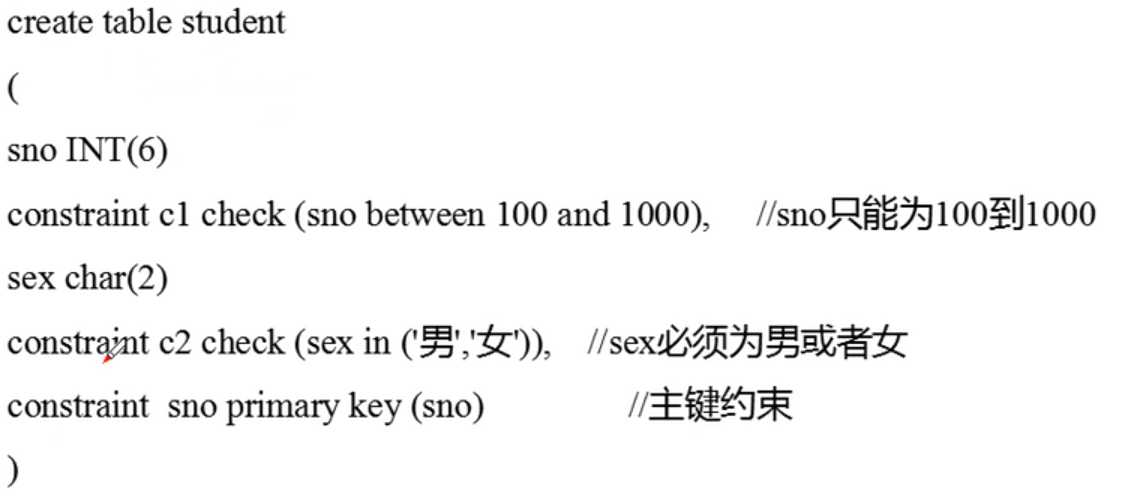 create table student
(
sno INT(6)
constraint c1 check (sno between 100 and 1000), //sno只能为100到1000
sex char(2)
constraint c2 check (sex in ('男','女')), //sex必须为男或者女
constraint sno primary key (sno) //主键约束
)